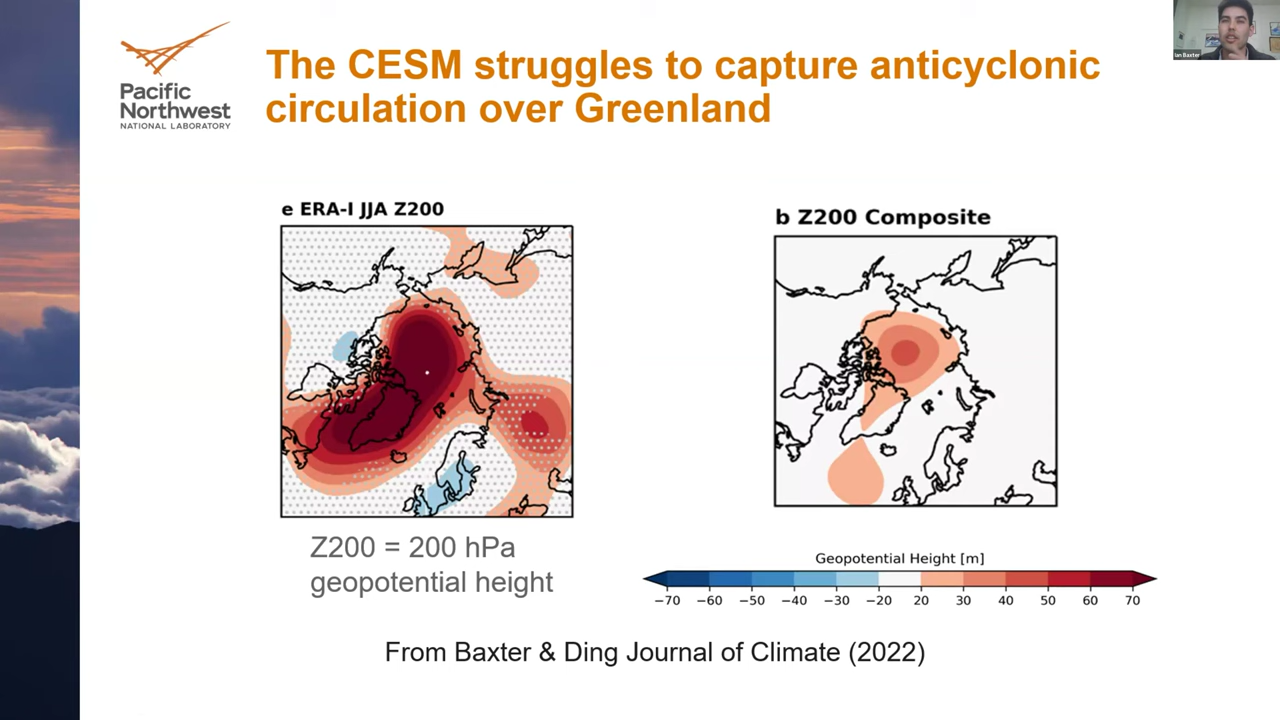 Pacific
Northwest
NATIONAL LABORATORY
The CESM struggles to capture anticyclonic
circulation over Greenland
Ian Baxter
e ERA-I JJA Z200
b Z200 Composite
Z200 = 200 hPa
geopotential height
Geopotential Height [m]
−70 −60 −50 −40 −30 −20 20 30 40 50 60 70
From Baxter & Ding Journal of Climate (2022)